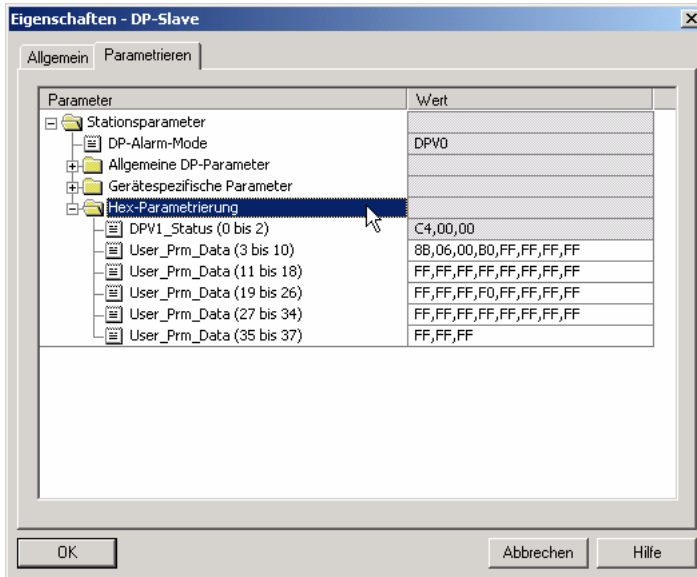 Eigenschaften - DP-Slave
Allgemein Parametrieren
Parameter Wert
Stationsparameter
DP-Alarm-Mode DPV0
Allgemeine DP-Parameter
Gerätespezifische Parameter
Hex-Parametrierung
DPV1_Status (0 bis 2) C4,00,00
User_Prm_Data (3 bis 10) 8B,06,00,B0,FF,FF,FF,FF
User_Prm_Data (11 bis 18) FF,FF,FF,FF,FF,FF,FF,FF
User_Prm_Data (19 bis 26) FF,FF,FF,F0,FF,FF,FF,FF
User_Prm_Data (27 bis 34) FF,FF,FF,FF,FF,FF,FF,FF
User_Prm_Data (35 bis 37) FF,FF,FF
OK Abbrechen Hilfe